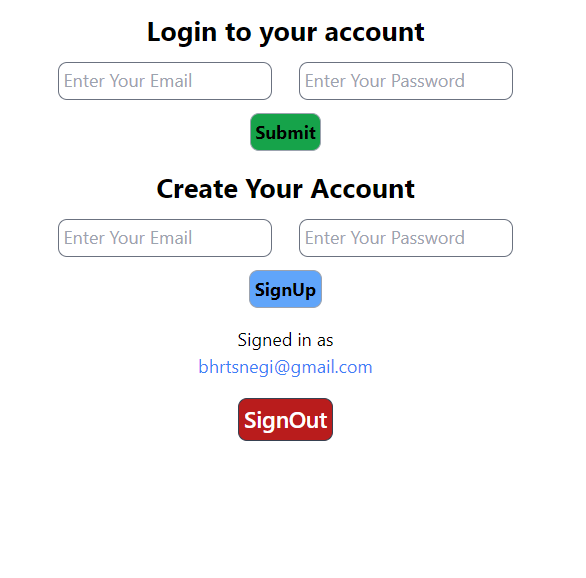 Login to your account
Enter Your Email Enter Your Password
Submit
Create Your Account
Enter Your Email Enter Your Password
SignUp
Signed in as
bhrtsnegi@gmail.com
SignOut